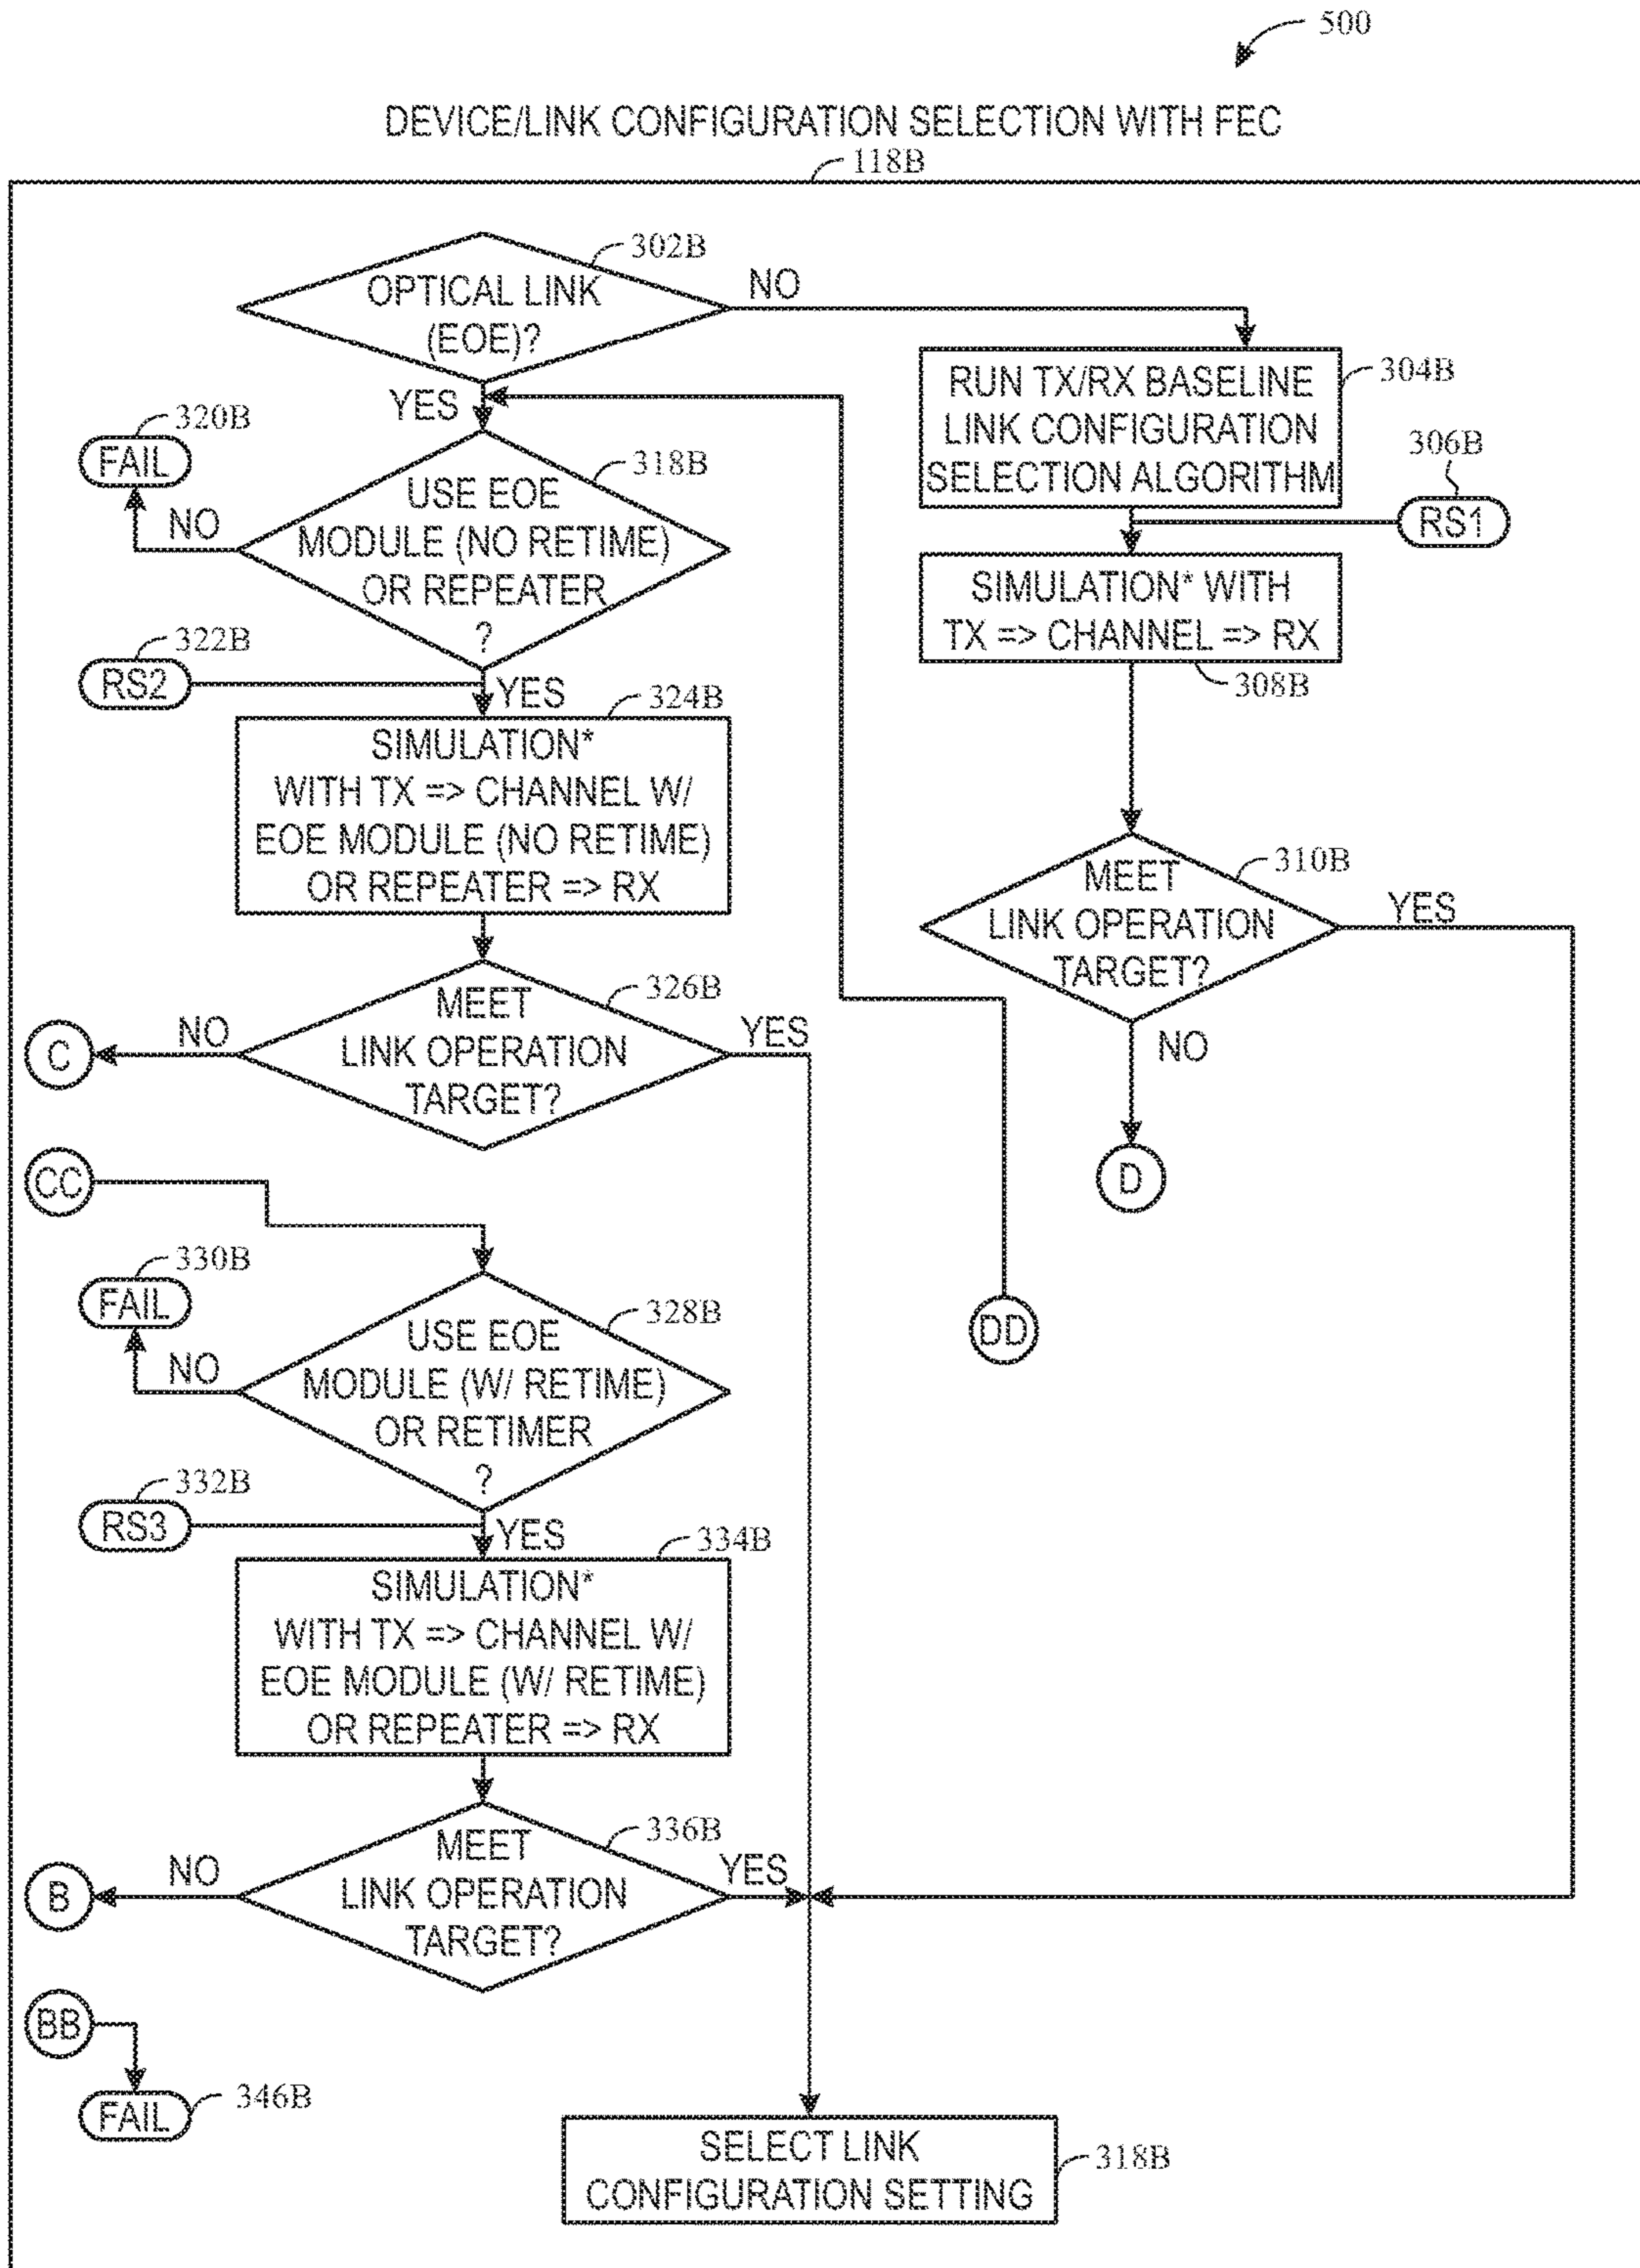 500
DEVICE/LINK CONFIGURATION SELECTION WITH FEC
118B
302B
OPTICAL LINK
(EOE)?
NO
YES
304B
RUN TX/RX BASELINE
LINK CONFIGURATION
SELECTION ALGORITHM
306B
RS1
320B
FAIL
NO
318B
USE EOE
MODULE (NO RETIME)
OR REPEATER
?
SIMULATION* WITH
TX => CHANNEL => RX
308B
322B
RS2
YES
324B
SIMULATION*
WITH TX => CHANNEL W/
EOE MODULE (NO RETIME)
OR REPEATER => RX
310B
MEET
LINK OPERATION
TARGET?
YES
NO
D
326B
MEET
LINK OPERATION
TARGET?
NO
YES
C
CC
DD
330B
FAIL
NO
328B
USE EOE
MODULE (W/ RETIME)
OR RETIMER
?
332B
RS3
YES
334B
SIMULATION*
WITH TX => CHANNEL W/
EOE MODULE (W/ RETIME)
OR REPEATER => RX
336B
MEET
LINK OPERATION
TARGET?
NO
YES
B
BB
FAIL
346B
SELECT LINK
CONFIGURATION SETTING
318B